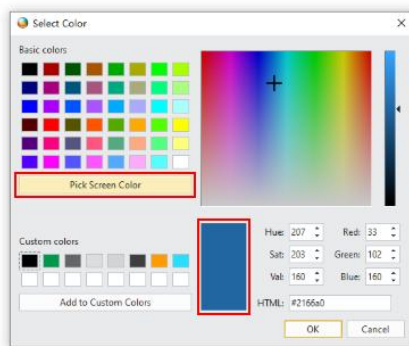 Select Color
Basic colors
Pick Screen Color
Custom colors
Add to Custom Colors
Hue: 207 Red: 33
Sat: 203 Green: 102
Val: 160 Blue: 160
HTML: #2166a0
OK Cancel